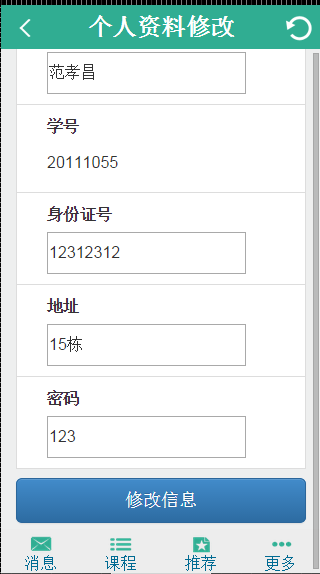 个人资料修改
范孝昌
学号
20111055
身份证号
12312312
地址
15栋
密码
123
修改信息
消息 课程 推荐 更多